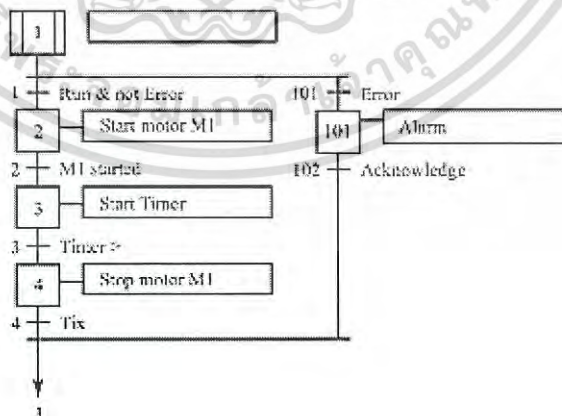 1
1 Run & not Error
101 Error
2 Start motor M1
101 Alarm
2 M1 started
102 Acknowledge
3 Start Timer
3 Timer >
4 Stop motor M1
4
1